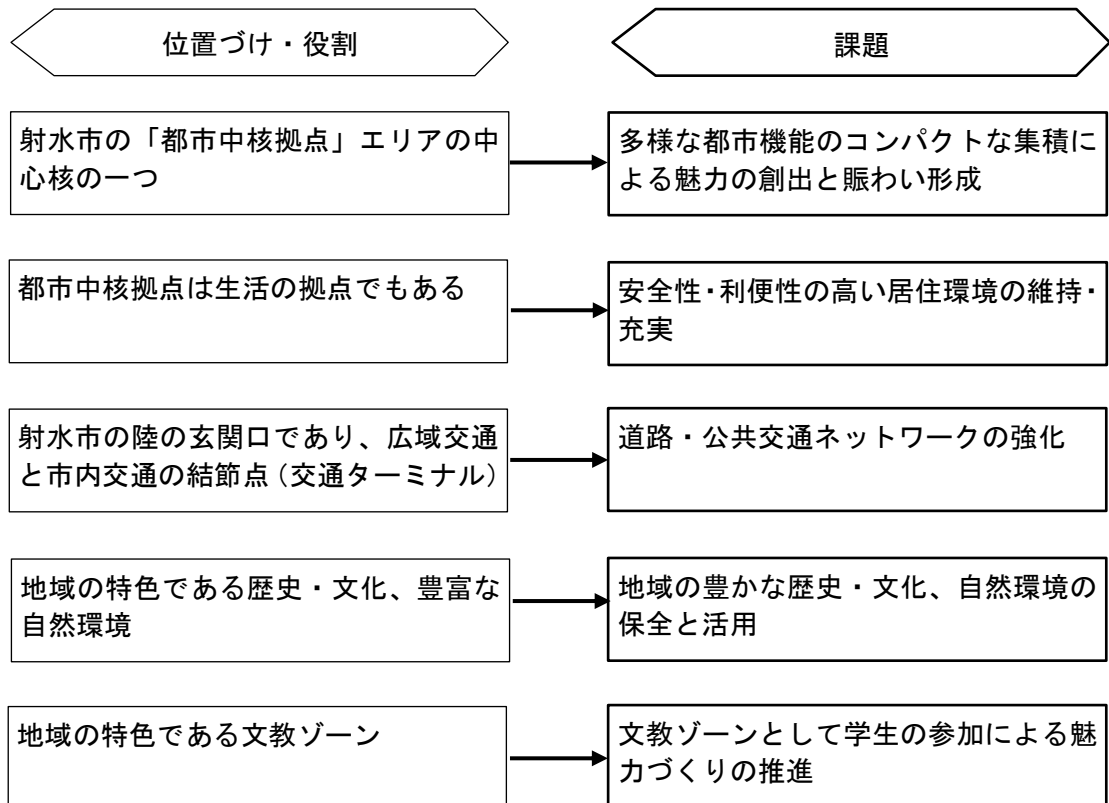 位置づけ・役割
課題
射水市の「都市中核拠点」エリアの中
心核の一つ
多様な都市機能のコンパクトな集積に
よる魅力の創出と賑わい形成
都市中核拠点は生活の拠点でもある
安全性・利便性の高い居住環境の維持・
充実
射水市の陸の玄関口であり、広域交通
と市内交通の結節点（交通ターミナル）
道路・公共交通ネットワークの強化
地域の特色である歴史・文化、豊富な
自然環境
地域の豊かな歴史・文化、自然環境の
保全と活用
地域の特色である文教ゾーン
文教ゾーンとして学生の参加による魅
力づくりの推進